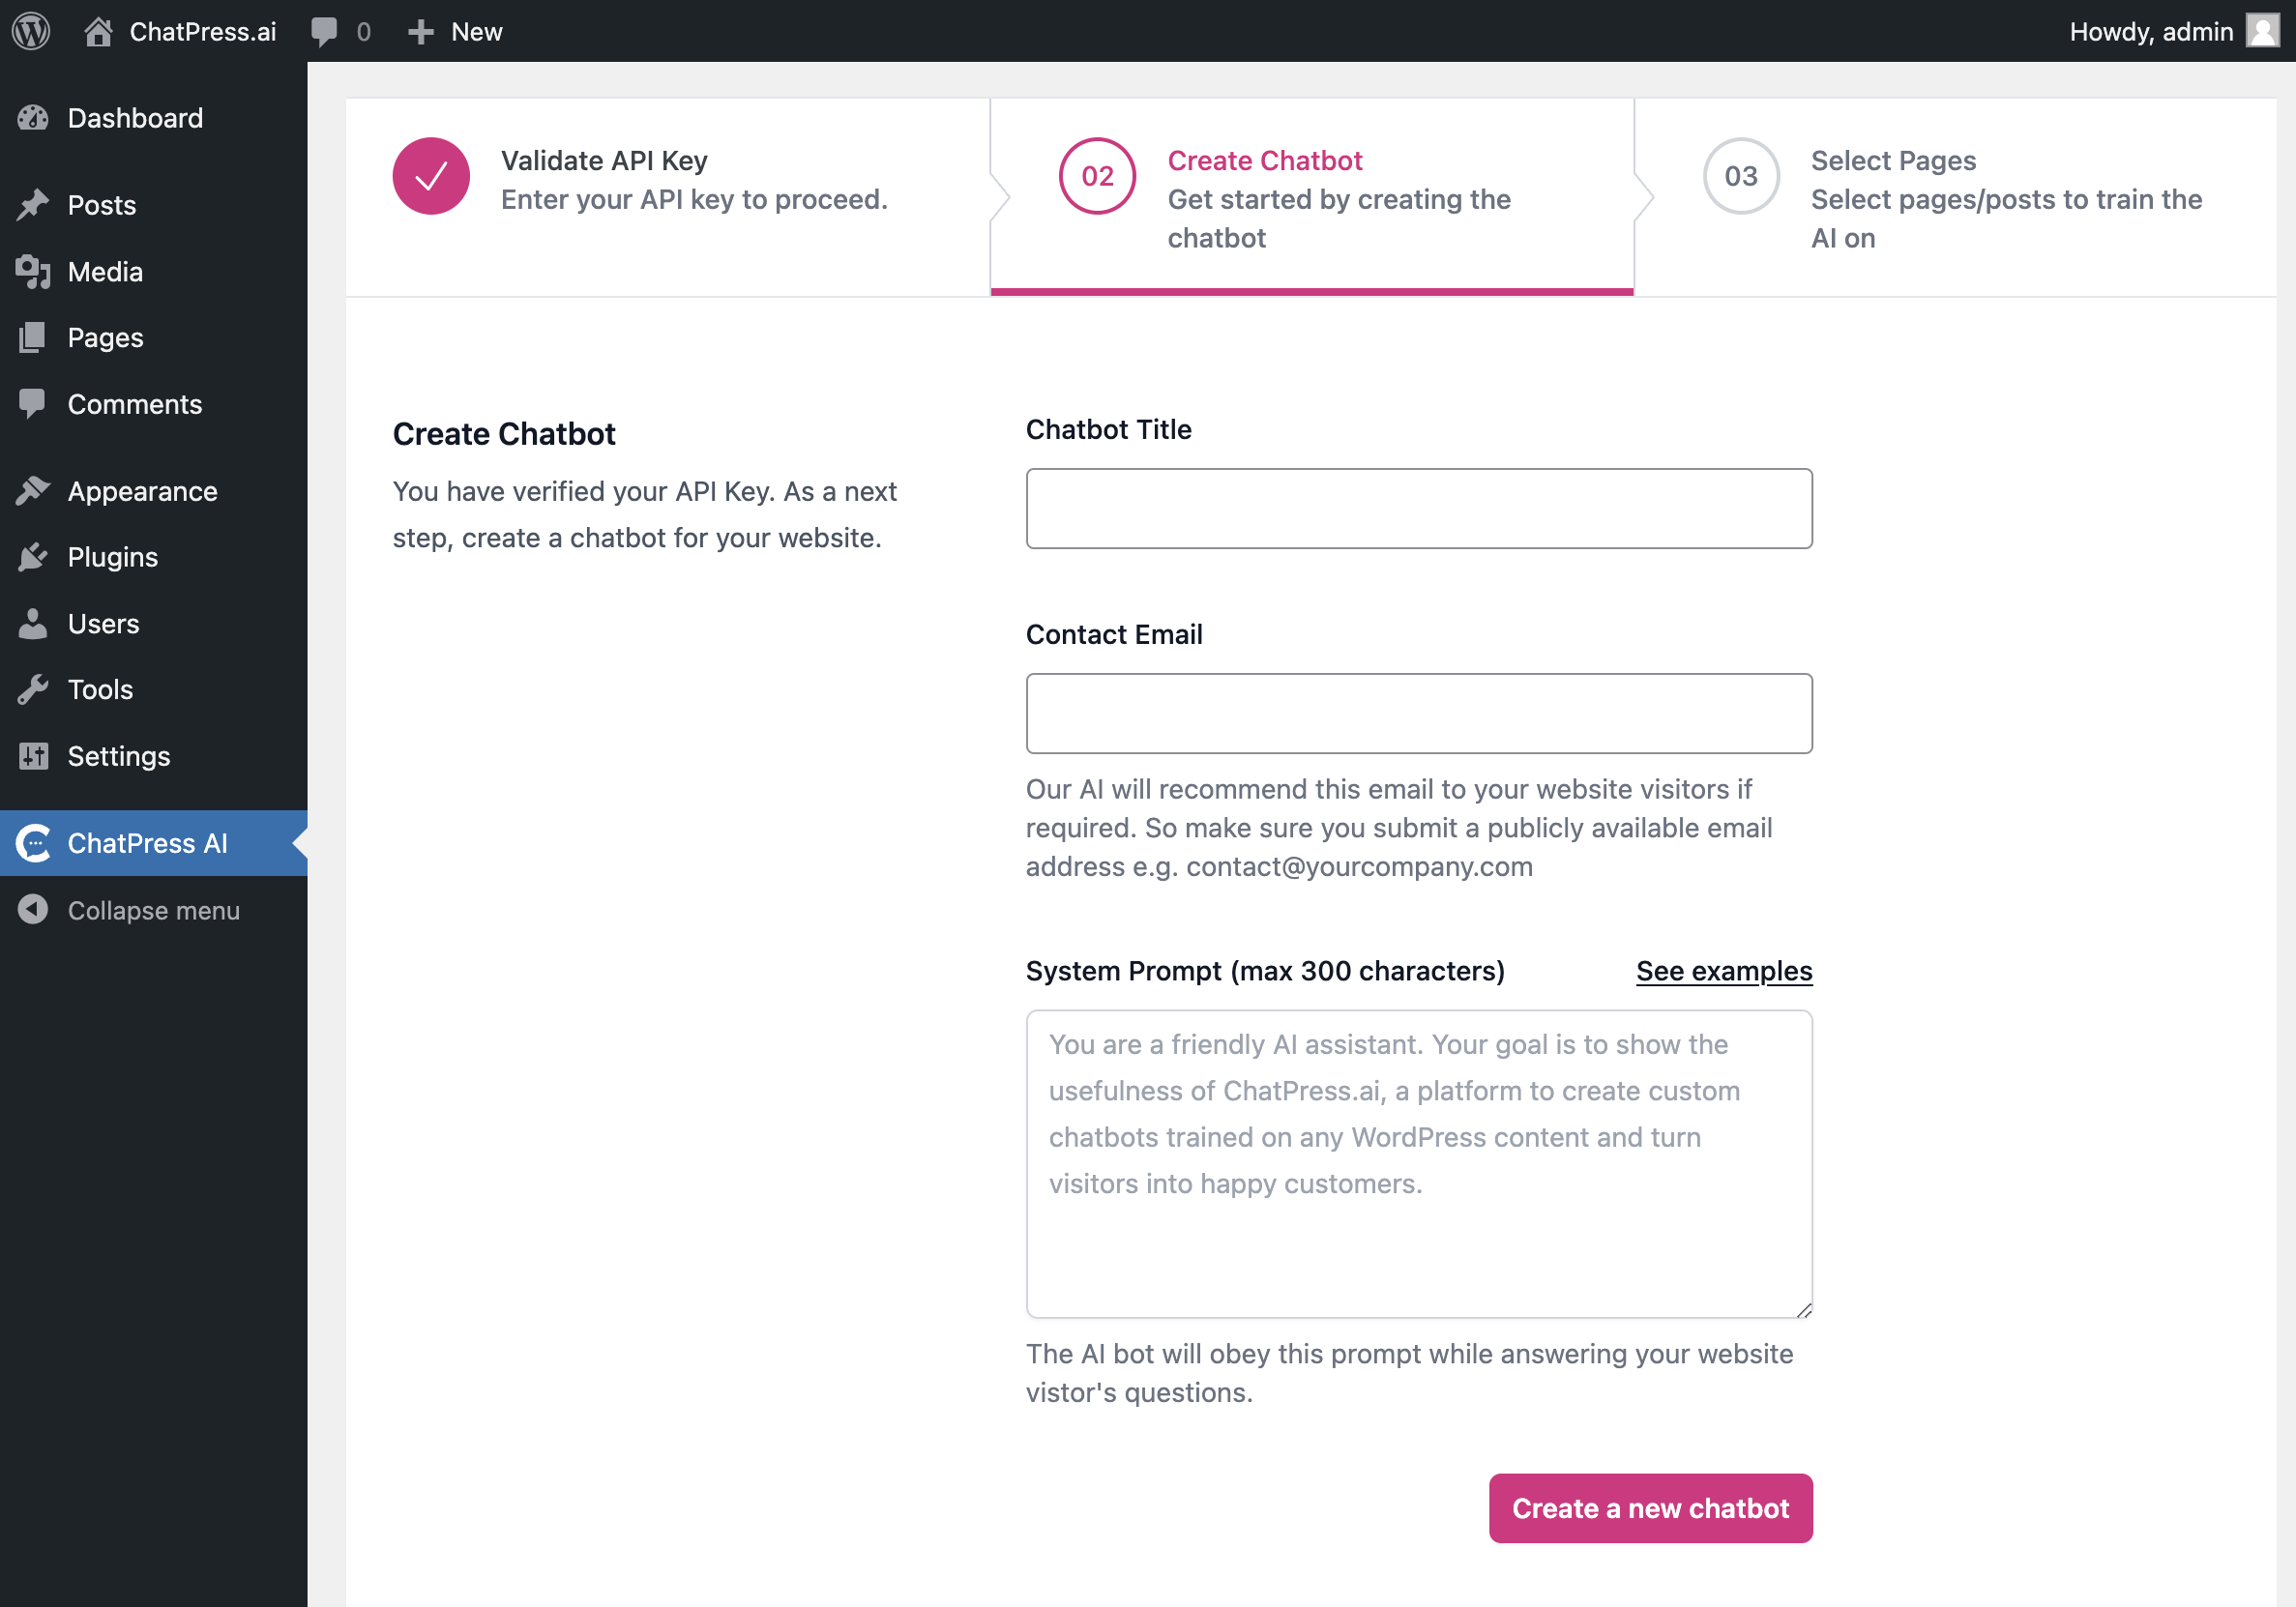 ChatPress.ai
0
New
Howdy, admin
Dashboard
Posts
Media
Pages
Comments
Appearance
Plugins
Users
Tools
Settings
ChatPress AI
Collapse menu
Validate API Key
Enter your API key to proceed.
02
Create Chatbot
Get started by creating the
chatbot
03
Select Pages
Select pages/posts to train the
AI on
Create Chatbot
You have verified your API Key. As a next
step, create a chatbot for your website.
Chatbot Title
Contact Email
Our AI will recommend this email to your website visitors if
required. So make sure you submit a publicly available email
address e.g. contact@yourcompany.com
System Prompt (max 300 characters)
See examples
You are a friendly AI assistant. Your goal is to show the
usefulness of ChatPress.ai, a platform to create custom
chatbots trained on any WordPress content and turn
visitors into happy customers.
The AI bot will obey this prompt while answering your website
vistor's questions.
Create a new chatbot